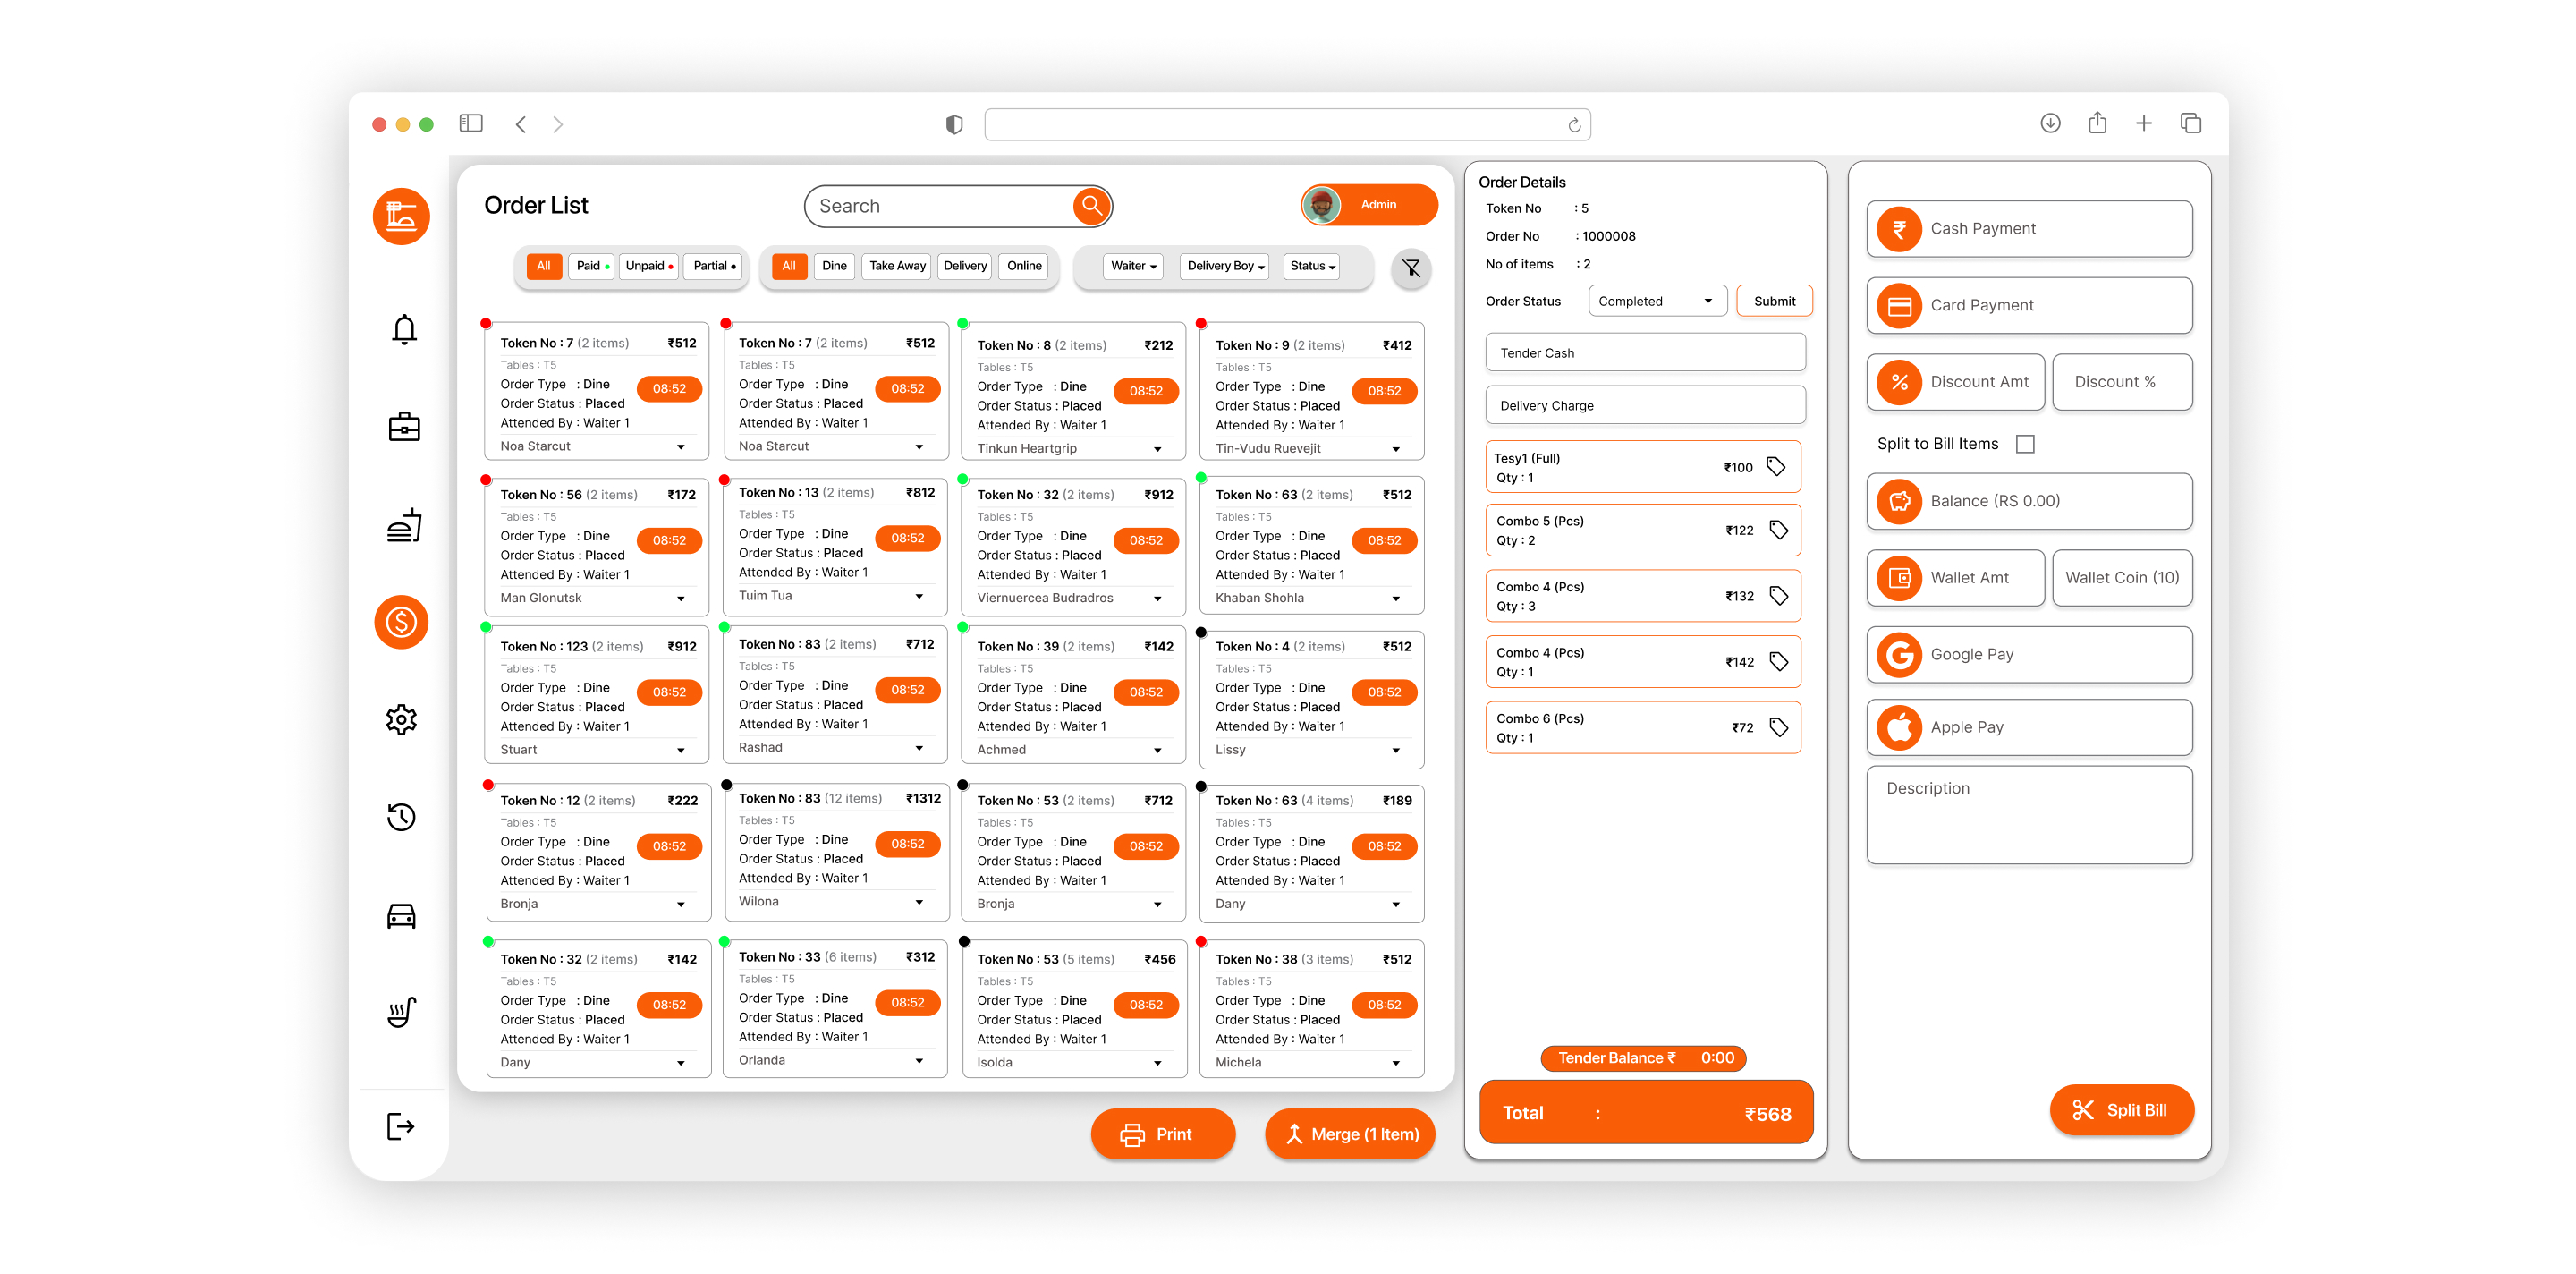 Order List
Search
Admin
All Paid Unpaid Partial
All Dine Take Away Delivery Online
Waiter Delivery Boy Status
Token No : 7 (2 items) ₹512
Tables : T5
Order Type : Dine
08:52
Order Status : Placed
Attended By : Waiter 1
Noa Starcut
Token No : 7 (2 items) ₹512
Tables : T5
Order Type : Dine
08:52
Order Status : Placed
Attended By : Waiter 1
Noa Starcut
Token No : 8 (2 items) ₹212
Tables : T5
Order Type : Dine
08:52
Order Status : Placed
Attended By : Waiter 1
Tinkun Heartgrip
Token No : 9 (2 items) ₹412
Tables : T5
Order Type : Dine
08:52
Order Status : Placed
Attended By : Waiter 1
Tin-Vudu Ruevejit
Token No : 56 (2 items) ₹172
Tables : T5
Order Type : Dine
08:52
Order Status : Placed
Attended By : Waiter 1
Man Glonutsk
Token No : 13 (2 items) ₹812
Tables : T5
Order Type : Dine
08:52
Order Status : Placed
Attended By : Waiter 1
Tuim Tua
Token No : 32 (2 items) ₹912
Tables : T5
Order Type : Dine
08:52
Order Status : Placed
Attended By : Waiter 1
Viernuercea Budradros
Token No : 63 (2 items) ₹512
Tables : T5
Order Type : Dine
08:52
Order Status : Placed
Attended By : Waiter 1
Khaban Shohla
Token No : 123 (2 items) ₹912
Tables : T5
Order Type : Dine
08:52
Order Status : Placed
Attended By : Waiter 1
Stuart
Token No : 83 (2 items) ₹712
Tables : T5
Order Type : Dine
08:52
Order Status : Placed
Attended By : Waiter 1
Rashad
Token No : 39 (2 items) ₹142
Tables : T5
Order Type : Dine
08:52
Order Status : Placed
Attended By : Waiter 1
Achmed
Token No : 4 (2 items) ₹512
Tables : T5
Order Type : Dine
08:52
Order Status : Placed
Attended By : Waiter 1
Lissy
Token No : 12 (2 items) ₹222
Tables : T5
Order Type : Dine
08:52
Order Status : Placed
Attended By : Waiter 1
Bronja
Token No : 83 (12 items) ₹1312
Tables : T5
Order Type : Dine
08:52
Order Status : Placed
Attended By : Waiter 1
Wilona
Token No : 53 (2 items) ₹712
Tables : T5
Order Type : Dine
08:52
Order Status : Placed
Attended By : Waiter 1
Bronja
Token No : 63 (4 items) ₹189
Tables : T5
Order Type : Dine
08:52
Order Status : Placed
Attended By : Waiter 1
Dany
Token No : 32 (2 items) ₹142
Tables : T5
Order Type : Dine
08:52
Order Status : Placed
Attended By : Waiter 1
Dany
Token No : 33 (6 items) ₹312
Tables : T5
Order Type : Dine
08:52
Order Status : Placed
Attended By : Waiter 1
Orlanda
Token No : 53 (5 items) ₹456
Tables : T5
Order Type : Dine
08:52
Order Status : Placed
Attended By : Waiter 1
Isolda
Token No : 38 (3 items) ₹512
Tables : T5
Order Type : Dine
08:52
Order Status : Placed
Attended By : Waiter 1
Michela
Print
Merge (1 Item)
Order Details
Token No : 5
Order No : 1000008
No of items : 2
Order Status Completed Submit
Tender Cash
Delivery Charge
Tesy1 (Full)
₹100
Qty : 1
Combo 5 (Pcs)
₹122
Qty : 2
Combo 4 (Pcs)
₹132
Qty : 3
Combo 4 (Pcs)
₹142
Qty : 1
Combo 6 (Pcs)
₹72
Qty : 1
Tender Balance ₹ 0:00
Total : ₹568
Cash Payment
Card Payment
Discount Amt Discount %
Split to Bill Items
Balance (RS 0.00)
Wallet Amt Wallet Coin (10)
Google Pay
Apple Pay
Description
Split Bill